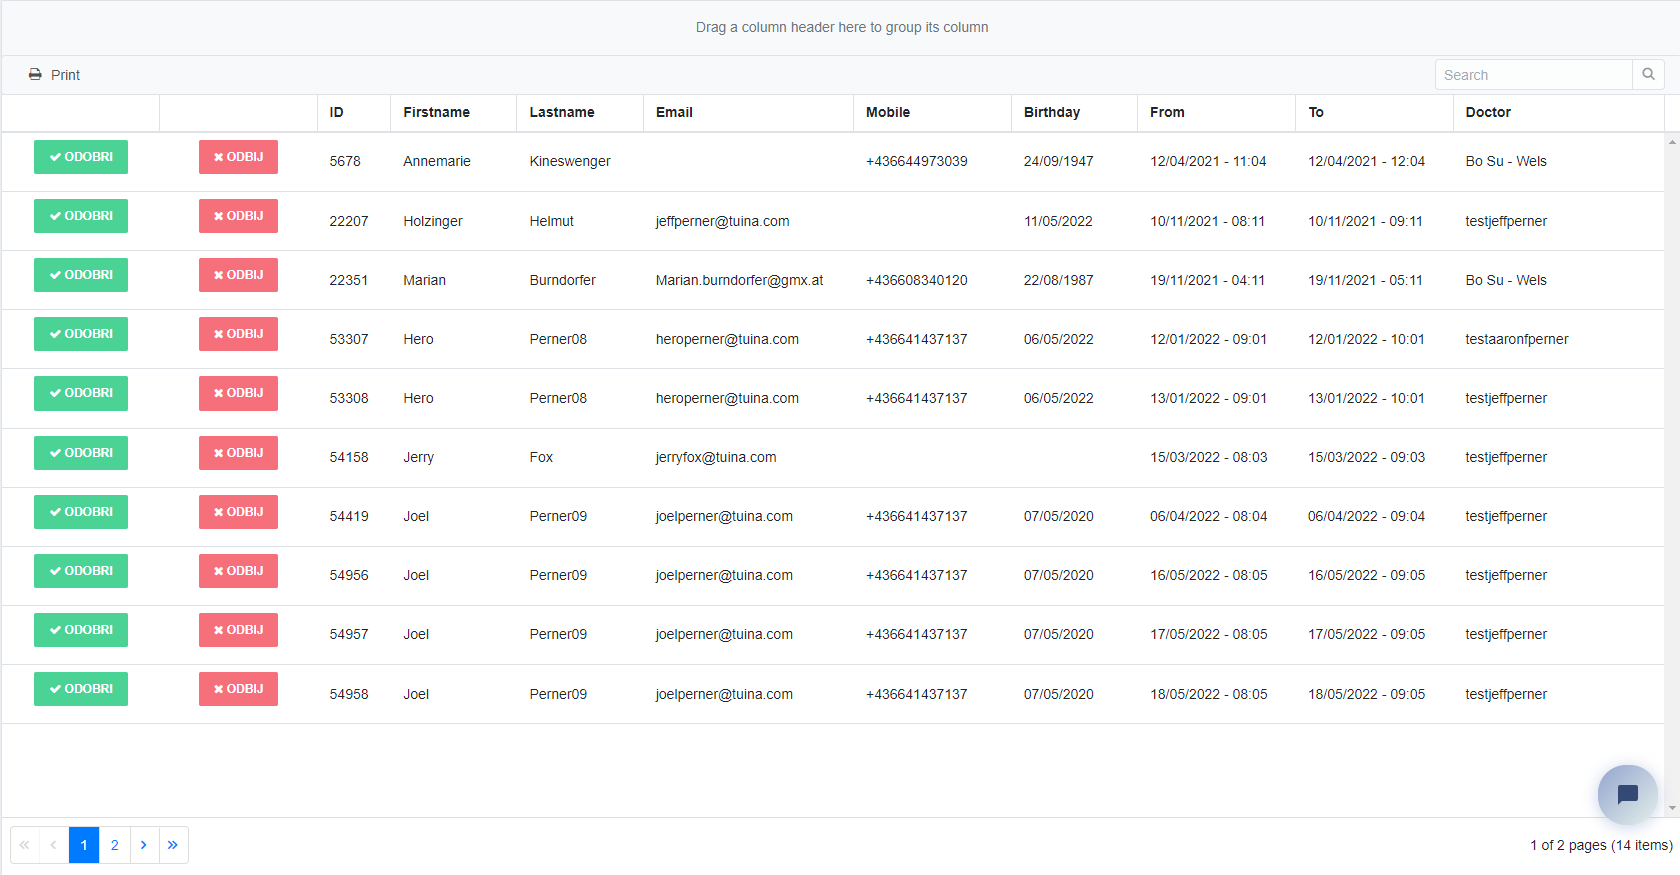 Drag a column header here to group its column
Print Search
ID Firstname Lastname Email Mobile Birthday From To Doctor
ODOBRI ODBIJ 5678 Annemarie Kineswenger +436644973039 24/09/1947 12/04/2021 - 11:04 12/04/2021 - 12:04 Bo Su - Wels
ODOBRI ODBIJ 22207 Holzinger Helmut jeffperner@tuina.com 11/05/2022 10/11/2021 - 08:11 10/11/2021 - 09:11 testjeffperner
ODOBRI ODBIJ 22351 Marian Burndorfer Marian.burndorfer@gmx.at +436608340120 22/08/1987 19/11/2021 - 04:11 19/11/2021 - 05:11 Bo Su - Wels
ODOBRI ODBIJ 53307 Hero Perner08 heroperner@tuina.com +436641437137 06/05/2022 12/01/2022 - 09:01 12/01/2022 - 10:01 testaaronfperner
ODOBRI ODBIJ 53308 Hero Perner08 heroperner@tuina.com +436641437137 06/05/2022 13/01/2022 - 09:01 13/01/2022 - 10:01 testjeffperner
ODOBRI ODBIJ 54158 Jerry Fox jerryfox@tuina.com 15/03/2022 - 08:03 15/03/2022 - 09:03 testjeffperner
ODOBRI ODBIJ 54419 Joel Perner09 joelperner@tuina.com +436641437137 07/05/2020 06/04/2022 - 08:04 06/04/2022 - 09:04 testjeffperner
ODOBRI ODBIJ 54956 Joel Perner09 joelperner@tuina.com +436641437137 07/05/2020 16/05/2022 - 08:05 16/05/2022 - 09:05 testjeffperner
ODOBRI ODBIJ 54957 Joel Perner09 joelperner@tuina.com +436641437137 07/05/2020 17/05/2022 - 08:05 17/05/2022 - 09:05 testjeffperner
ODOBRI ODBIJ 54958 Joel Perner09 joelperner@tuina.com +436641437137 07/05/2020 18/05/2022 - 08:05 18/05/2022 - 09:05 testjeffperner
« ‹ 1 2 › » 1 of 2 pages (14 items)